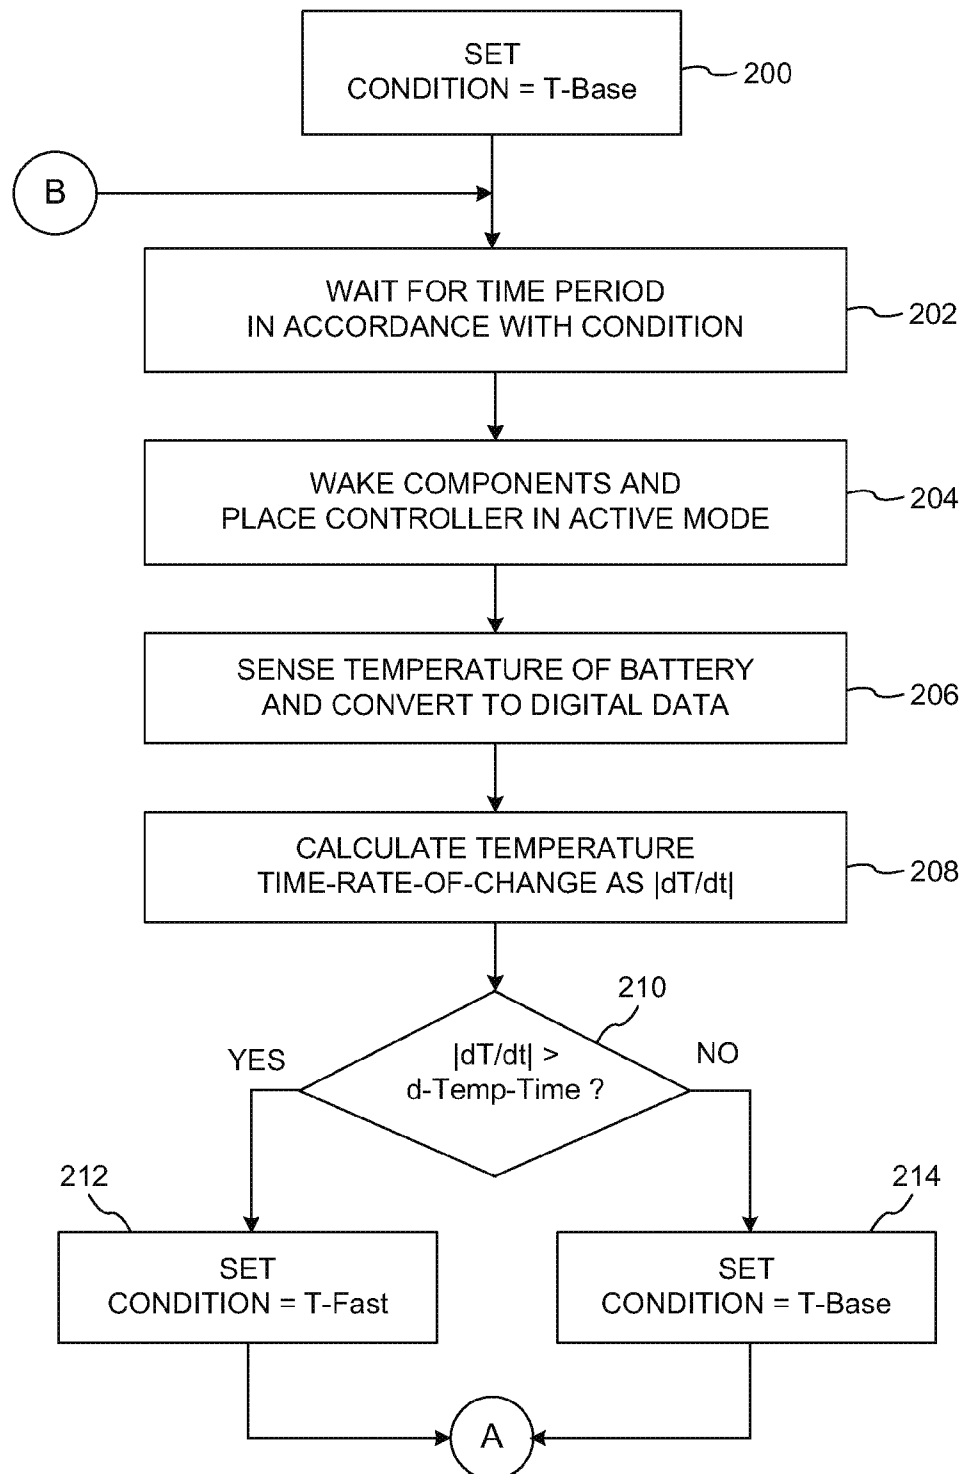 SET
CONDITION = T-Base
200
B
WAIT FOR TIME PERIOD
IN ACCORDANCE WITH CONDITION
202
WAKE COMPONENTS AND
PLACE CONTROLLER IN ACTIVE MODE
204
SENSE TEMPERATURE OF BATTERY
AND CONVERT TO DIGITAL DATA
206
CALCULATE TEMPERATURE
TIME-RATE-OF-CHANGE AS |dT/dt|
208
210
|dT/dt| >
d-Temp-Time ?
YES
NO
212
SET
CONDITION = T-Fast
214
SET
CONDITION = T-Base
A